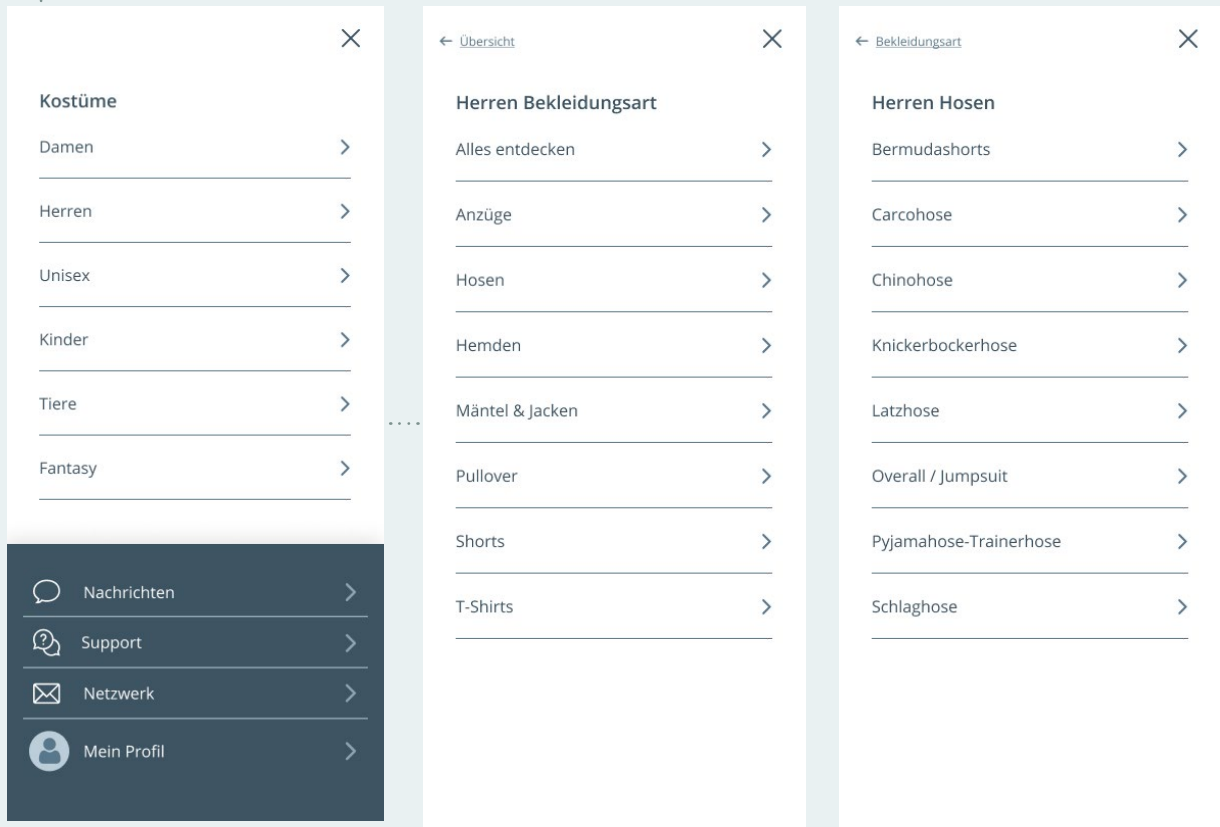 Kostüme
Damen
Herren
Unisex
Kinder
Tiere
Fantasy
Nachrichten
Support
Netzwerk
Mein Profil
← Übersicht
Herren Bekleidungsart
Alles entdecken
Anzüge
Hosen
Hemden
Mäntel & Jacken
Pullover
Shorts
T-Shirts
← Bekleidungsart
Herren Hosen
Bermudashorts
Carcohose
Chinohose
Knickerbockerhose
Latzhose
Overall / Jumpsuit
Pyjamahose-Trainerhose
Schlaghose